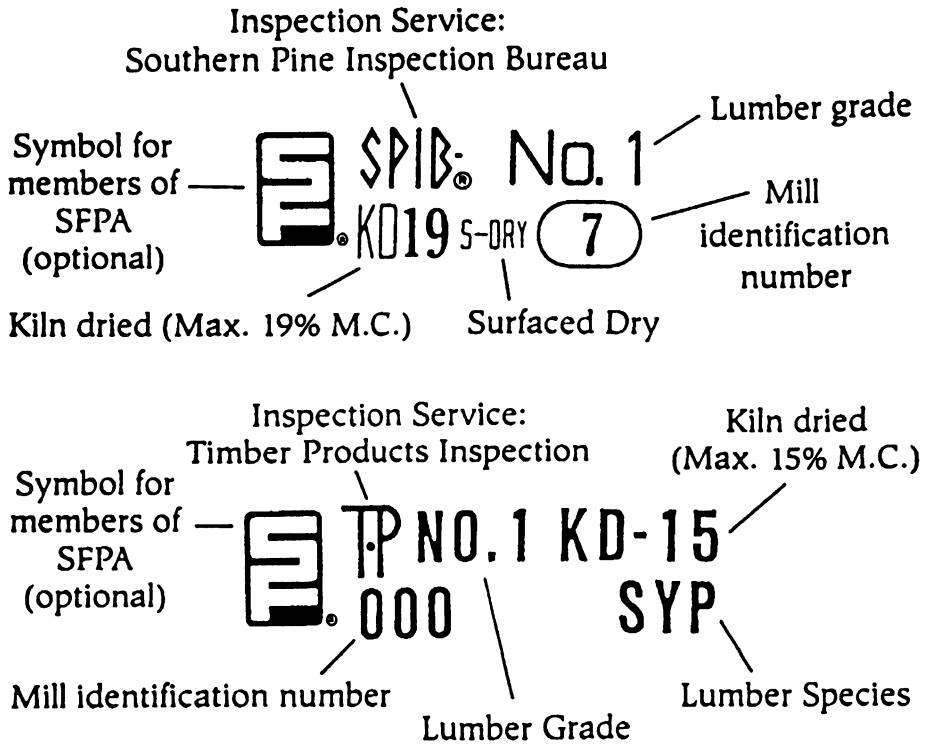 Inspection Service:
Southern Pine Inspection Bureau
Lumber grade
Symbol for
members of
SFPA
(optional)
SPIB® No. 1
KD19 S-DRY 7
Mill
identification
number
Kiln dried (Max. 19% M.C.)
Surfaced Dry
Inspection Service:
Timber Products Inspection
Kiln dried
(Max. 15% M.C.)
Symbol for
members of
SFPA
(optional)
TP NO. 1 KD-15
000 SYP
Mill identification number
Lumber Grade
Lumber Species